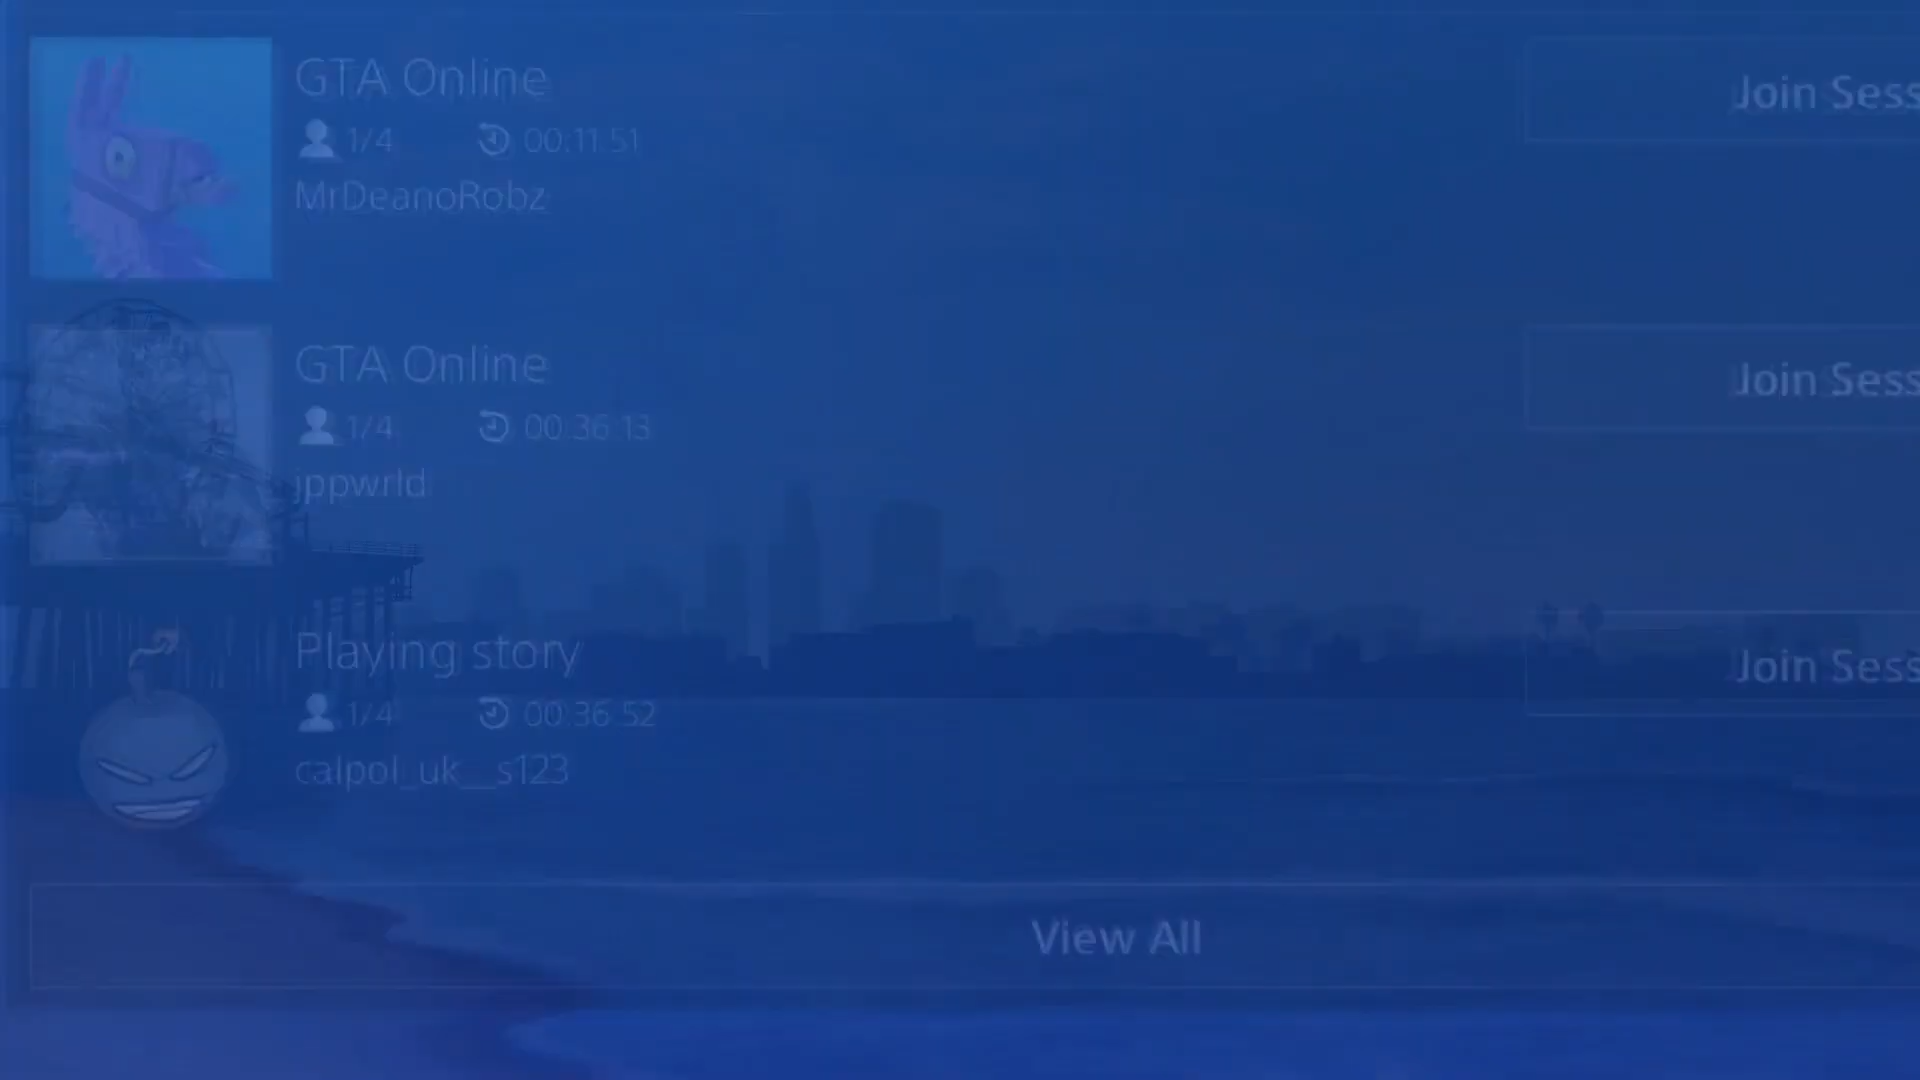 GTA Online
1/4 00:11:51
MrDeanoRobz
Join Sess
GTA Online
1/4 00:36:13
jppwrld
Join Sess
Playing story
1/4 00:36:52
calpol_uk__s123
Join Sess
View All